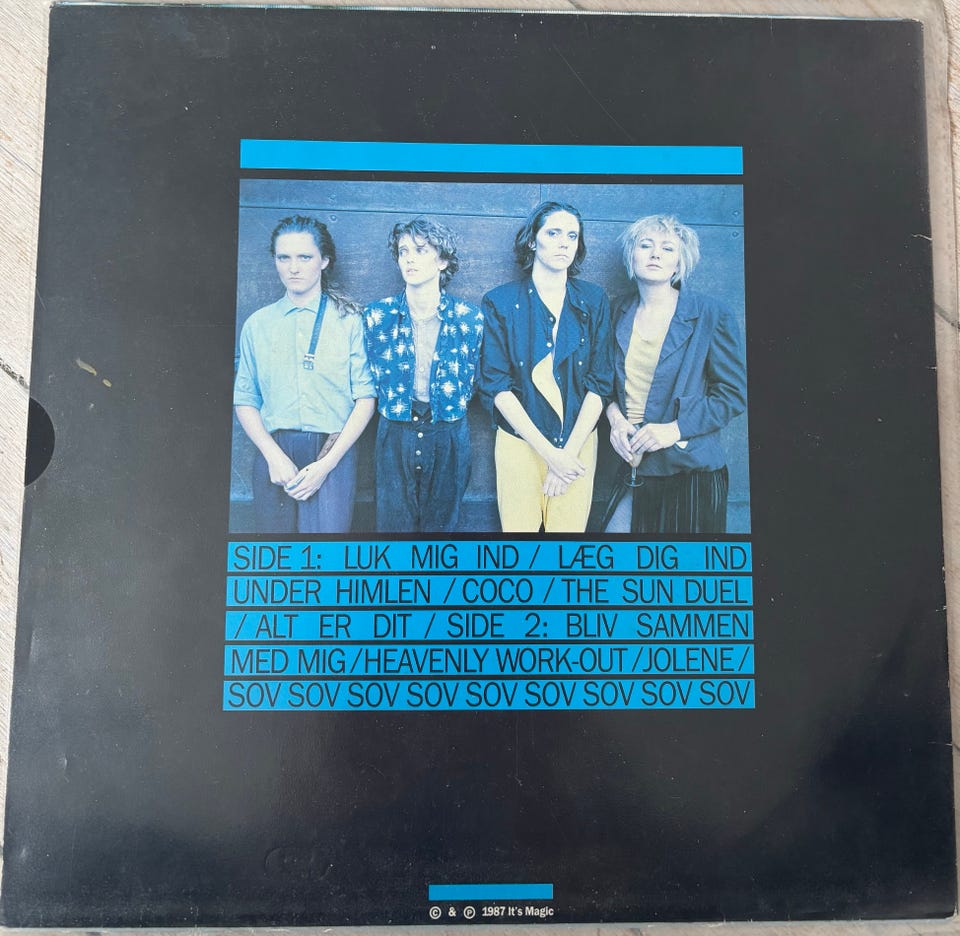 SIDE 1: LUK MIG IND / LÆG DIG IND
UNDER HIMLEN / COCO / THE SUN DUEL
/ ALT ER DIT / SIDE 2: BLIV SAMMEN
MED MIG / HEAVENLY WORK-OUT / JOLENE /
SOV SOV SOV SOV SOV SOV SOV SOV SOV
© & ℗ 1987 It's Magic